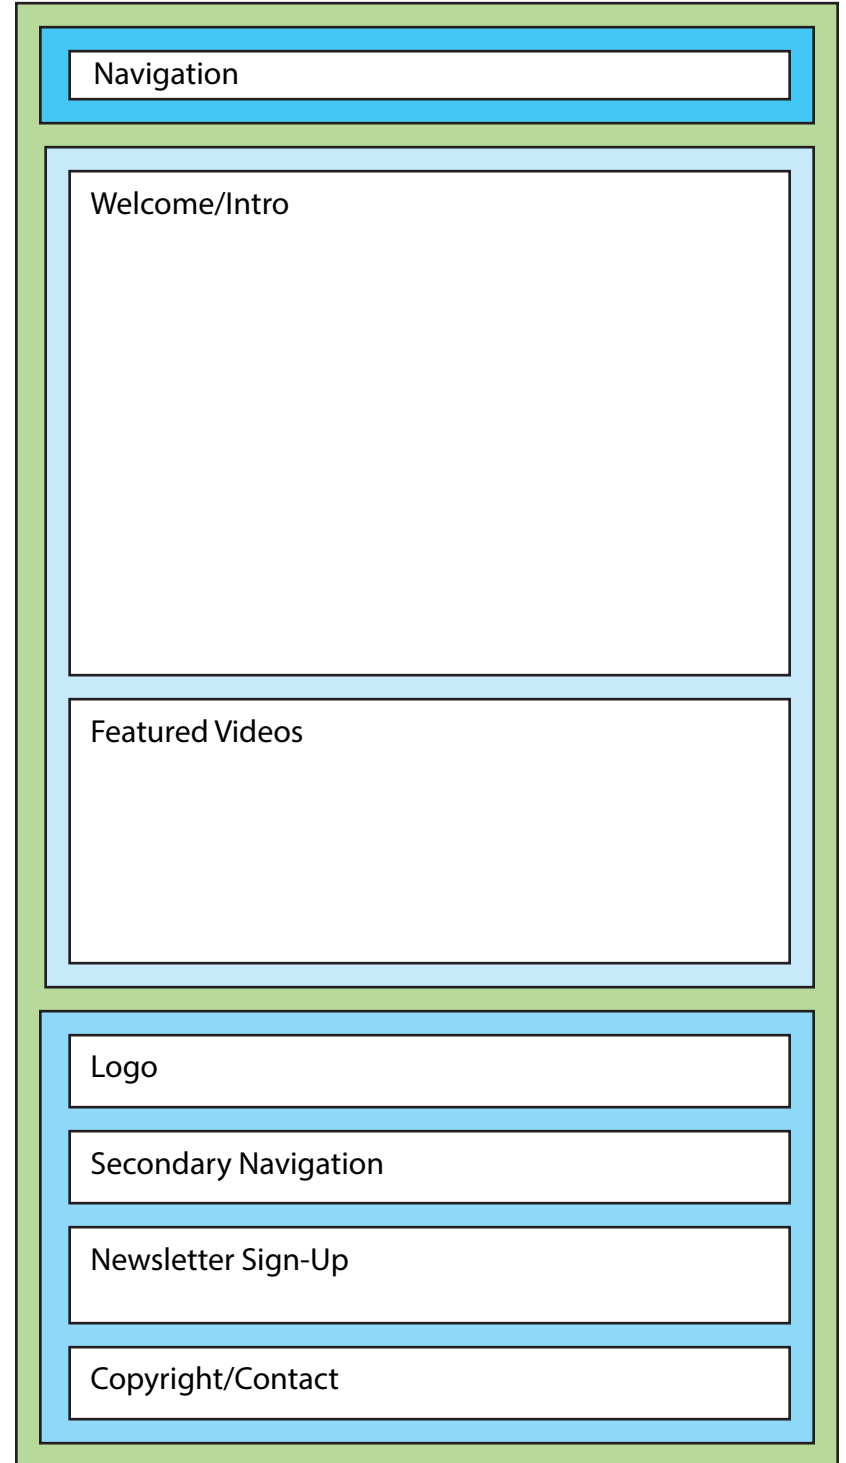 Navigation
Welcome/Intro
Featured Videos
Logo
Secondary Navigation
Newsletter Sign-Up
Copyright/Contact